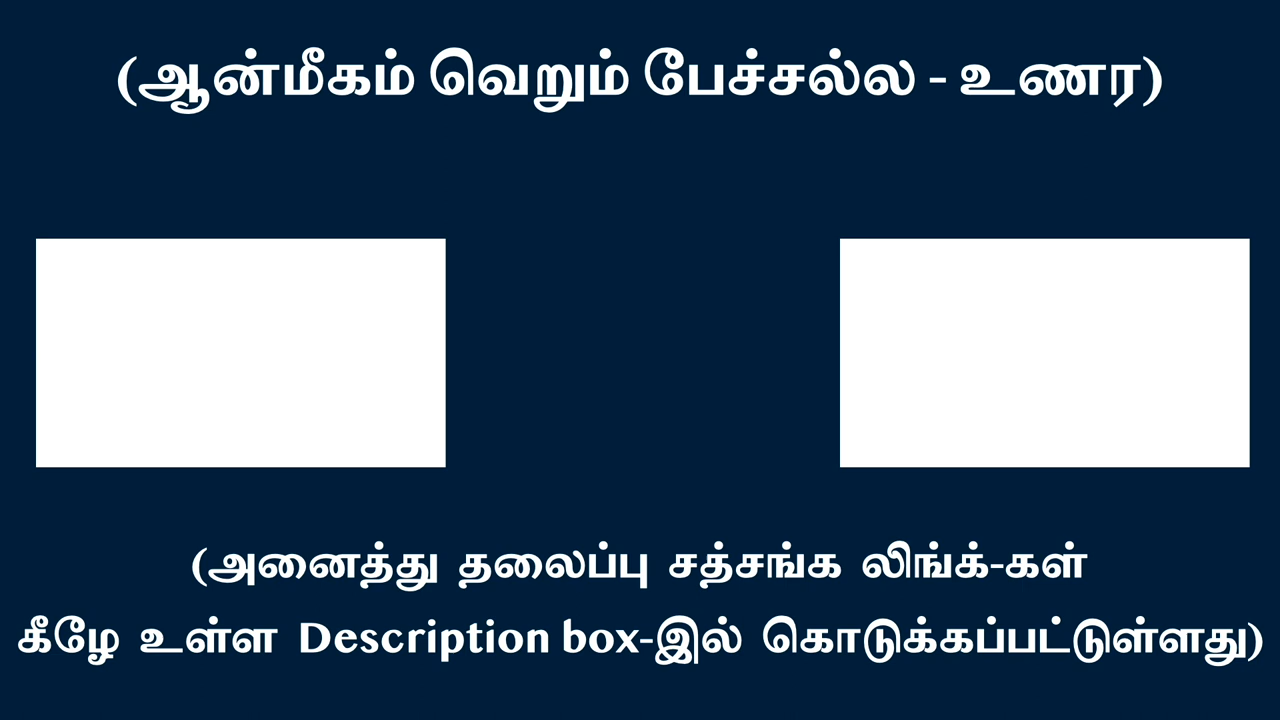 (ஆன்மீகம் வெறும் பேச்சல்ல - உணர)
(அனைத்து தலைப்பு சத்சங்க லிங்க்-கள்
கீழே உள்ள Description box-இல் கொடுக்கப்பட்டுள்ளது)